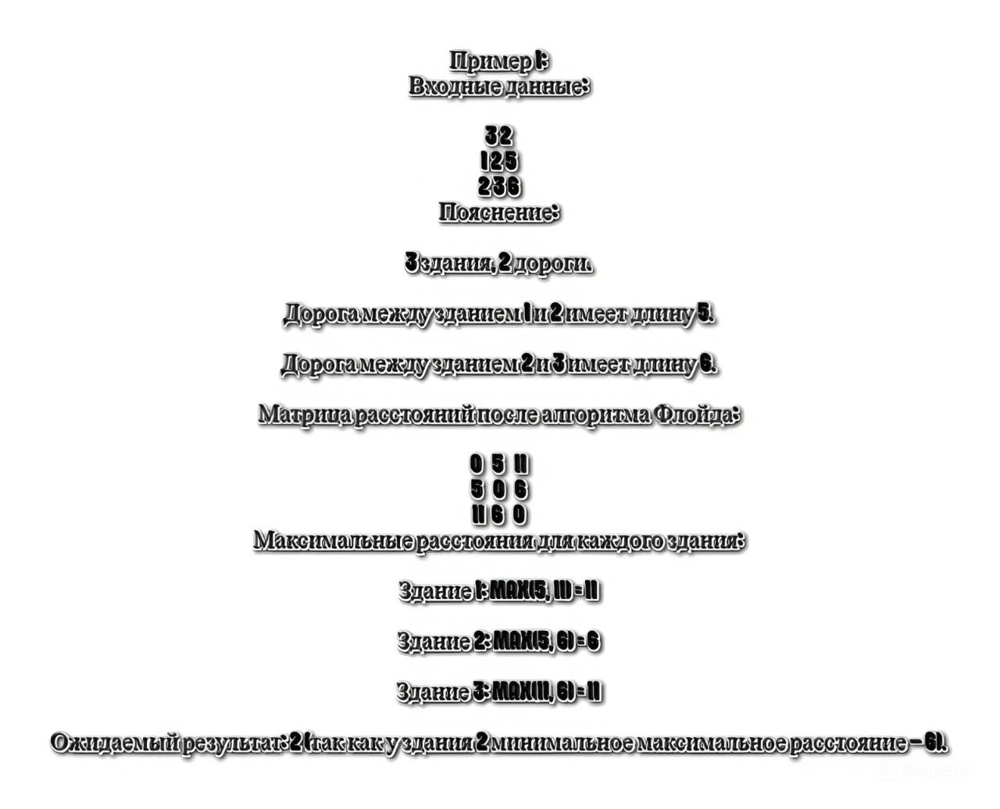 Пример 1:
Входные данные:
3 2
1 2 5
2 3 6
Пояснение:
3 здания, 2 дороги.
Дорога между зданием 1 и 2 имеет длину 5.
Дорога между зданием 2 и 3 имеет длину 6.
Матрица расстояний после алгоритма Флойда:
0 5 11
5 0 6
11 6 0
Максимальные расстояния для каждого здания:
Здание 1: MAX(5, 11) = 11
Здание 2: MAX(5, 6) = 6
Здание 3: MAX(11, 6) = 11
Ожидаемый результат: 2 (так как у здания 2 минимальное максимальное расстояние – 6).